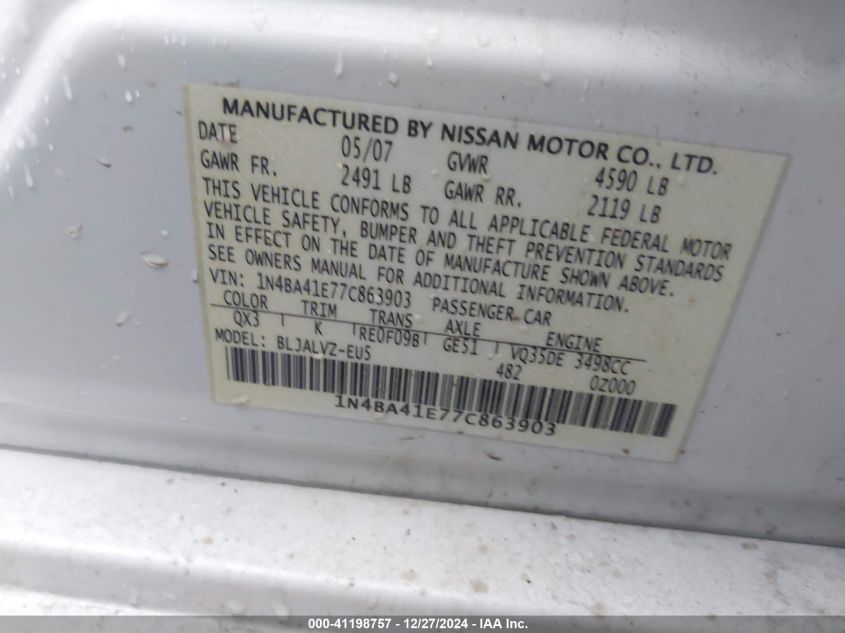 MANUFACTURED BY NISSAN MOTOR CO., LTD.
DATE 05/07 GVWR 4590 LB
GAWR FR. 2491 LB GAWR RR. 2119 LB
THIS VEHICLE CONFORMS TO ALL APPLICABLE FEDERAL MOTOR
VEHICLE SAFETY, BUMPER AND THEFT PREVENTION STANDARDS
IN EFFECT ON THE DATE OF MANUFACTURE SHOWN ABOVE.
SEE OWNERS MANUAL FOR ADDITIONAL INFORMATION.
VIN: 1N4BA41E77C863903 PASSENGER CAR
COLOR TRIM TRANS AXLE ENGINE
QX3 K RE0F09B GE51 VQ35DE 3498CC
MODEL: BLJALVZ-EU5 482 0Z000
1N4BA41E77C863903
000-41198757 - 12/27/2024 - IAA Inc.